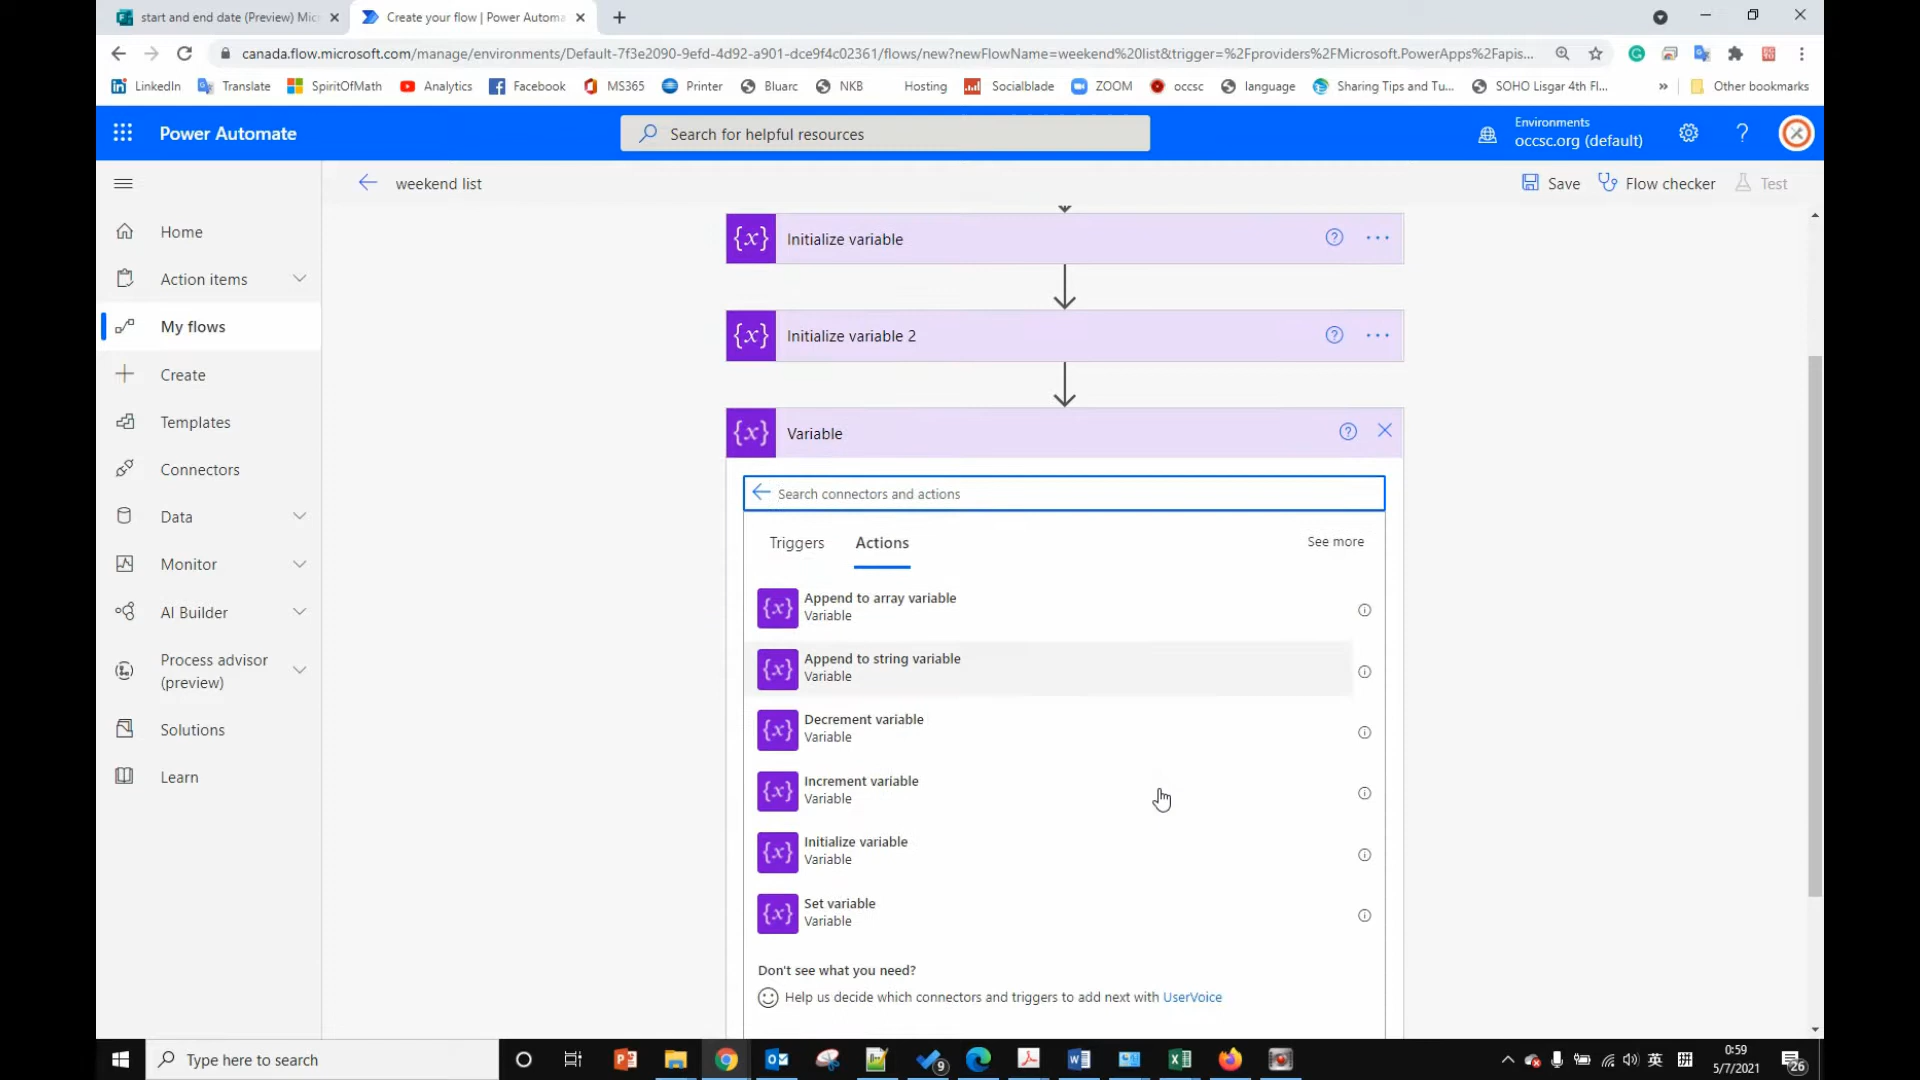 start and end date (Preview) Mic
Create your flow | Power Automa
canada.flow.microsoft.com/manage/environments/Default-7f3e2090-9efd-4d92-a901-dce9f4c02361/flows/new?newFlowName=weekend%20list&trigger=%2Fproviders%2FMicrosoft.PowerApps%2Fapis...
LinkedIn Translate SpiritOfMath Analytics Facebook MS365 Printer Bluarc NKB Hosting Socialblade ZOOM occsc language Sharing Tips and Tu... SOHO Lisgar 4th Fl... » Other bookmarks
Power Automate
Search for helpful resources
Environments
occsc.org (default)
weekend list
Save Flow checker Test
Home
Action items
My flows
Create
Templates
Connectors
Data
Monitor
AI Builder
Process advisor
(preview)
Solutions
Learn
{x} Initialize variable
{x} Initialize variable 2
{x} Variable
Search connectors and actions
Triggers Actions See more
{x} Append to array variable
Variable
{x} Append to string variable
Variable
{x} Decrement variable
Variable
{x} Increment variable
Variable
{x} Initialize variable
Variable
{x} Set variable
Variable
Don't see what you need?
Help us decide which connectors and triggers to add next with UserVoice
Type here to search
9
英
0:59
5/7/2021
26